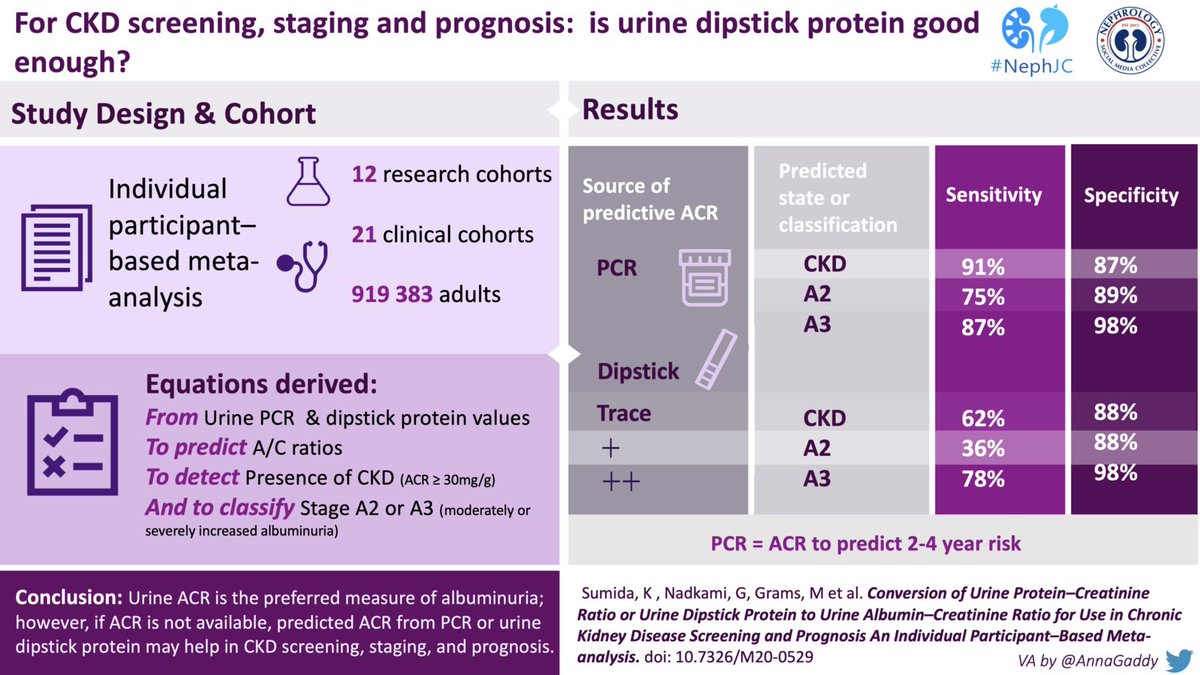 For CKD screening, staging and prognosis: is urine dipstick protein good
enough?
#NephJC
NEPHROLOGY
SOCIAL MEDIA COLLECTIVE
Study Design & Cohort
Individual
participant–
based meta-
analysis
12 research cohorts
21 clinical cohorts
919 383 adults
Equations derived:
From Urine PCR & dipstick protein values
To predict A/C ratios
To detect Presence of CKD (ACR ≥ 30mg/g)
And to classify Stage A2 or A3 (moderately or
severely increased albuminuria)
Results
Source of
predictive ACR
Predicted
state or
classification
Sensitivity
Specificity
PCR
CKD 91% 87%
A2 75% 89%
A3 87% 98%
Dipstick
Trace CKD 62% 88%
+ A2 36% 88%
++ A3 78% 98%
PCR = ACR to predict 2-4 year risk
Conclusion: Urine ACR is the preferred measure of albuminuria;
however, if ACR is not available, predicted ACR from PCR or urine
dipstick protein may help in CKD screening, staging, and prognosis.
Sumida, K , Nadkami, G, Grams, M et al. Conversion of Urine Protein–Creatinine
Ratio or Urine Dipstick Protein to Urine Albumin–Creatinine Ratio for Use in Chronic
Kidney Disease Screening and Prognosis An Individual Participant–Based Meta-
analysis. doi: 10.7326/M20-0529
VA by @AnnaGaddy